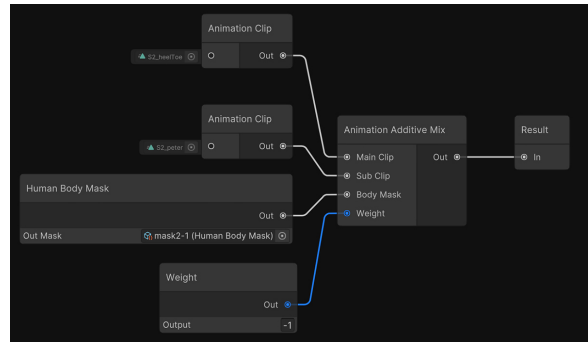 Animation Clip
S2_heelToe
Out
Animation Clip
S2_peter
Out
Human Body Mask
Out
Out Mask
mask2-1 (Human Body Mask)
Weight
Out
Output
-1
Animation Additive Mix
Main Clip
Out
Sub Clip
Body Mask
Weight
Result
In